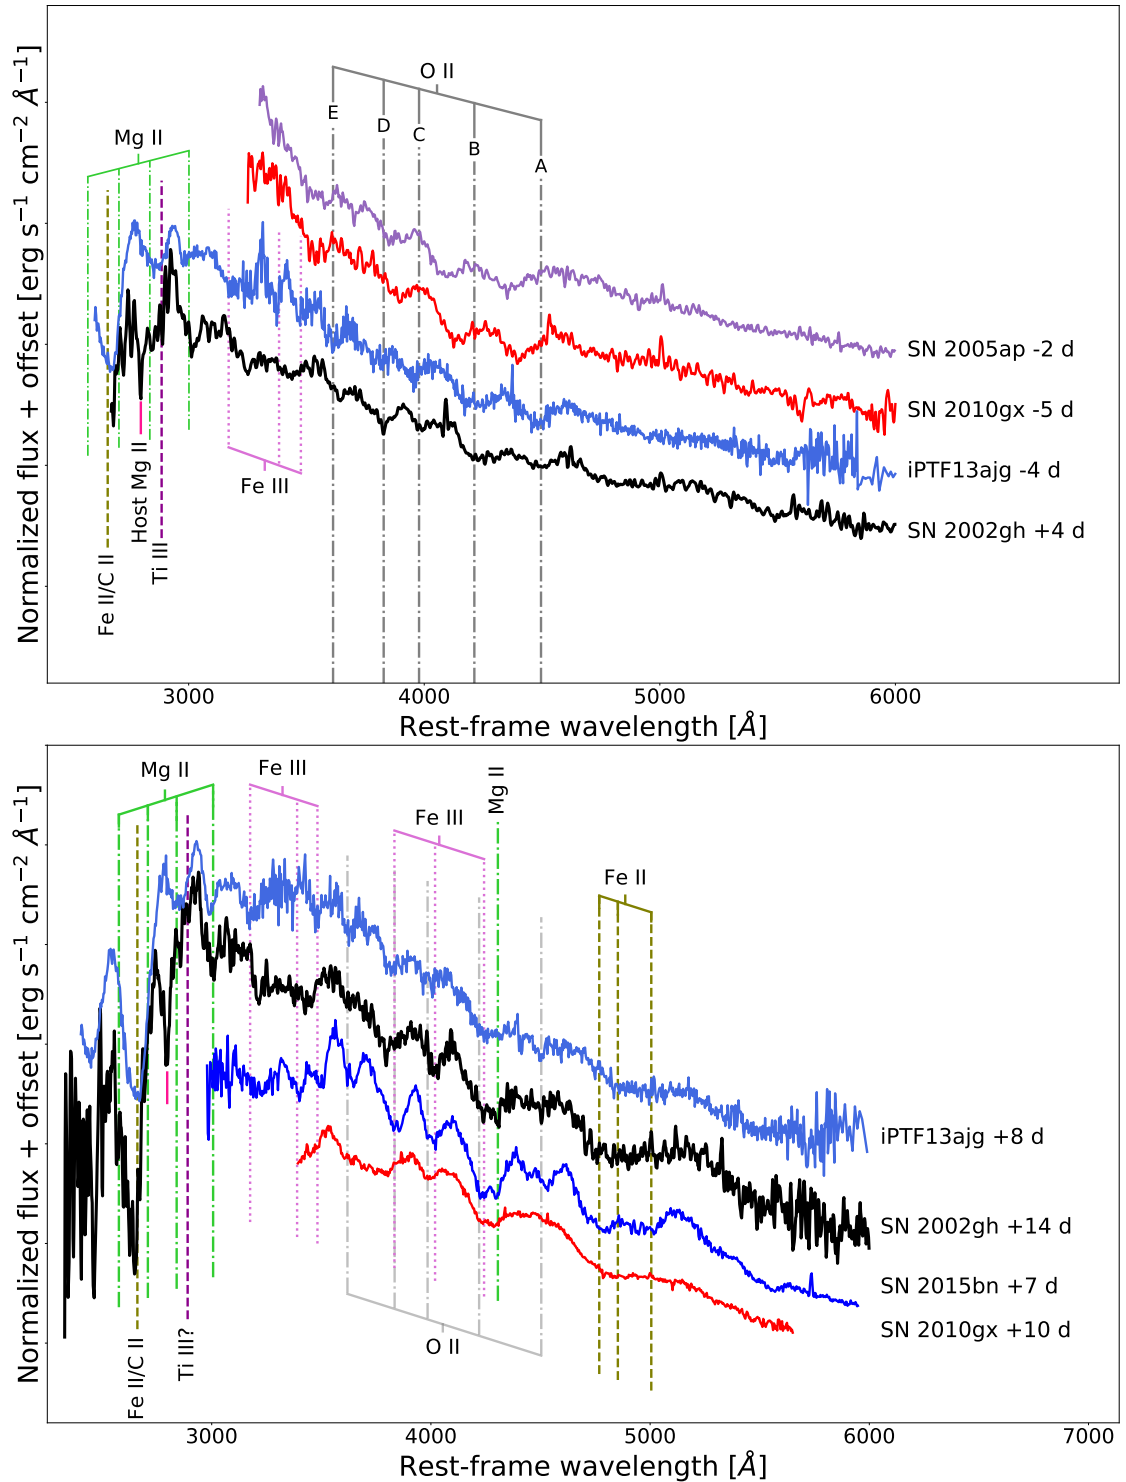 Normalized flux + offset [erg s⁻¹ cm⁻² Å⁻¹]
O II
E
D
C
B
A
Mg II
Fe III
Host Mg II
Ti III
Fe II/C II
SN 2005ap -2 d
SN 2010gx -5 d
iPTF13ajg -4 d
SN 2002gh +4 d
3000 4000 5000 6000
Rest-frame wavelength [Å]
Normalized flux + offset [erg s⁻¹ cm⁻² Å⁻¹]
Mg II
Fe III
Mg II
Fe III
Fe II
iPTF13ajg +8 d
SN 2002gh +14 d
SN 2015bn +7 d
SN 2010gx +10 d
O II
Ti III?
Fe II/C II
3000 4000 5000 6000 7000
Rest-frame wavelength [Å]